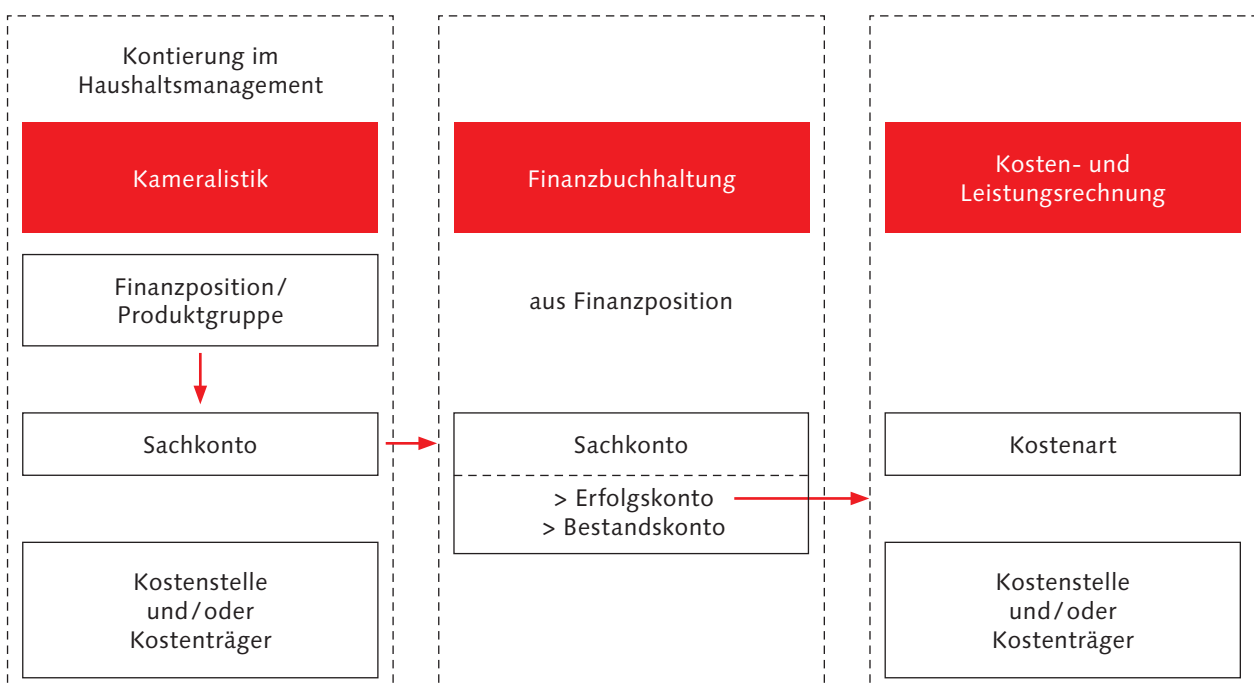 Kontierung im
Haushaltsmanagement
Kameralistik
Finanzposition/
Produktgruppe
Sachkonto
Kostenstelle
und/oder
Kostenträger
Finanzbuchhaltung
aus Finanzposition
Sachkonto
> Erfolgskonto
> Bestandskonto
Kosten- und
Leistungsrechnung
Kostenart
Kostenstelle
und/oder
Kostenträger